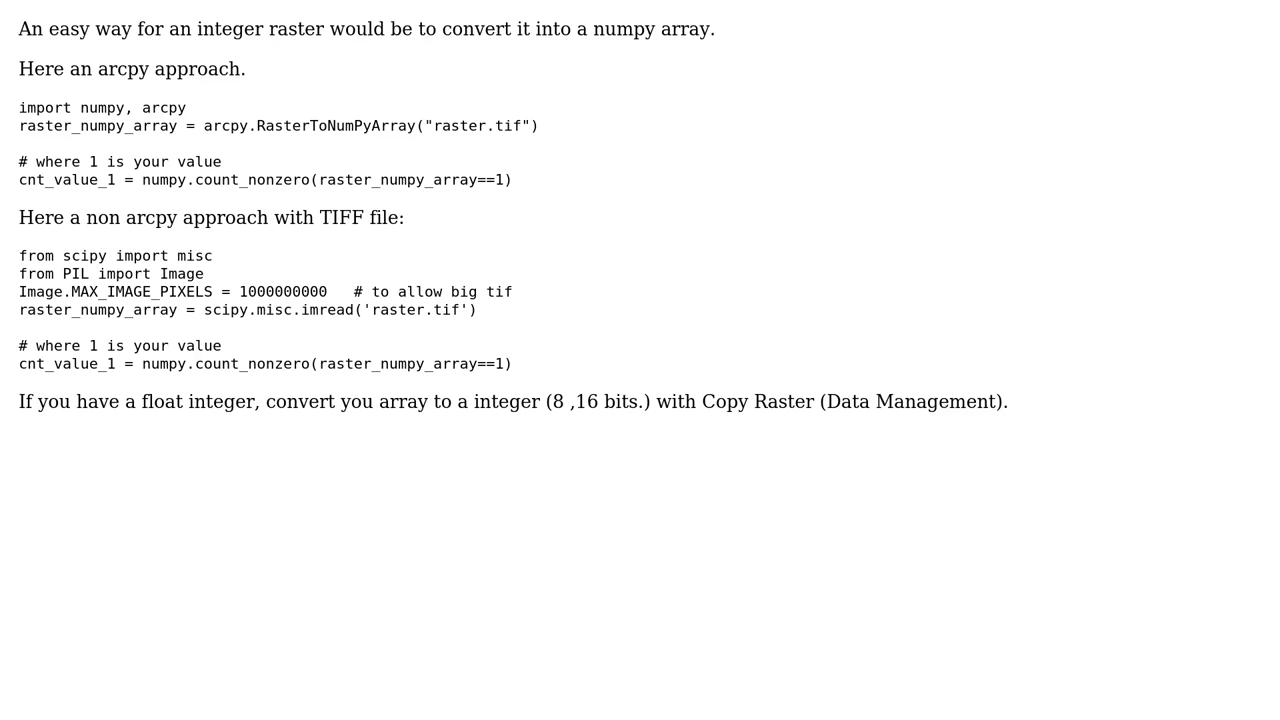 An easy way for an integer raster would be to convert it into a numpy array.
Here an arcpy approach.
import numpy, arcpy
raster_numpy_array = arcpy.RasterToNumPyArray("raster.tif")
# where 1 is your value
cnt_value_1 = numpy.count_nonzero(raster_numpy_array==1)
Here a non arcpy approach with TIFF file:
from scipy import misc
from PIL import Image
Image.MAX_IMAGE_PIXELS = 1000000000   # to allow big tif
raster_numpy_array = scipy.misc.imread('raster.tif')
# where 1 is your value
cnt_value_1 = numpy.count_nonzero(raster_numpy_array==1)
If you have a float integer, convert you array to a integer (8 ,16 bits.) with Copy Raster (Data Management).